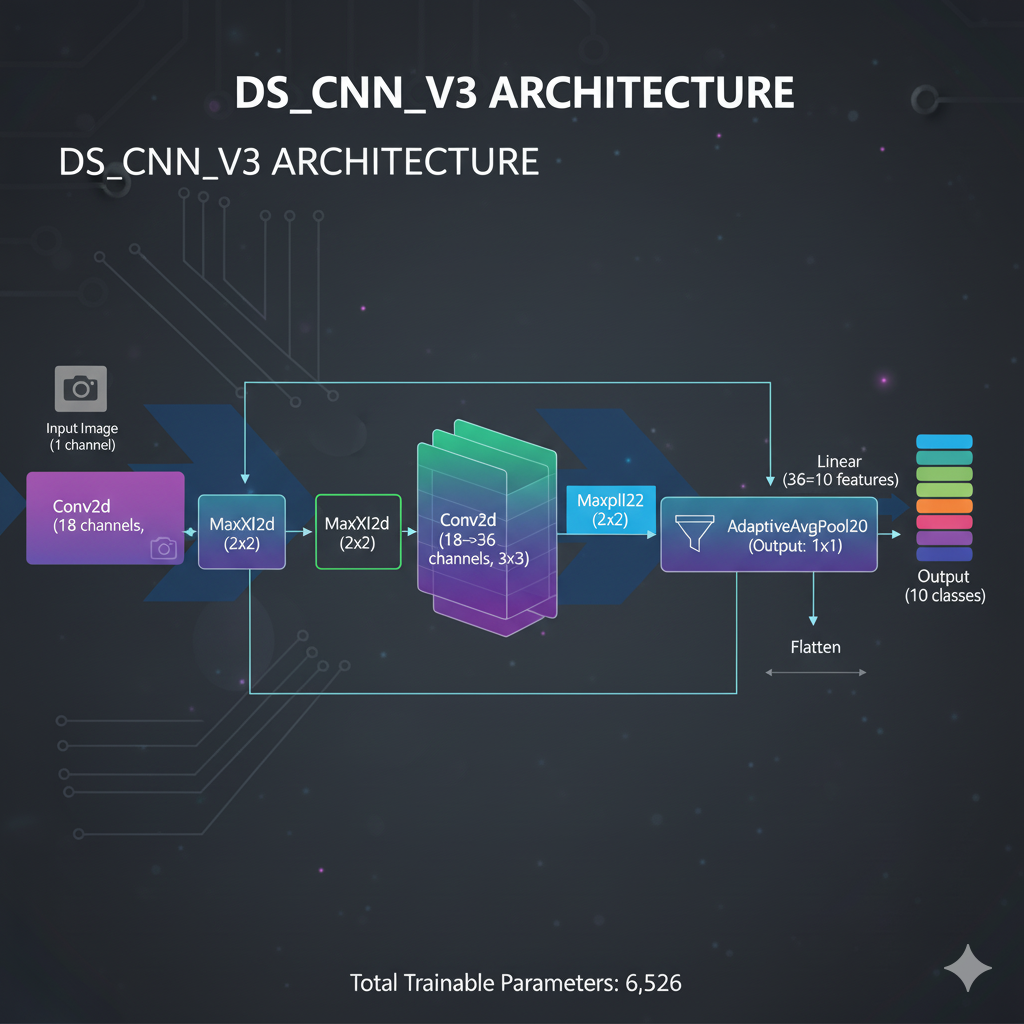 DS_CNN_V3 ARCHITECTURE
DS_CNN_V3 ARCHITECTURE
Input Image
(1 channel)
Conv2d
(18 channels,
MaxXl2d
(2x2)
MaxXl2d
(2x2)
Conv2d
(18->36
channels, 3x3)
Maxpll22
(2x2)
AdaptiveAvgPool20
(Output: 1x1)
Linear
(36=10 features)
Flatten
Output
(10 classes)
Total Trainable Parameters: 6,526